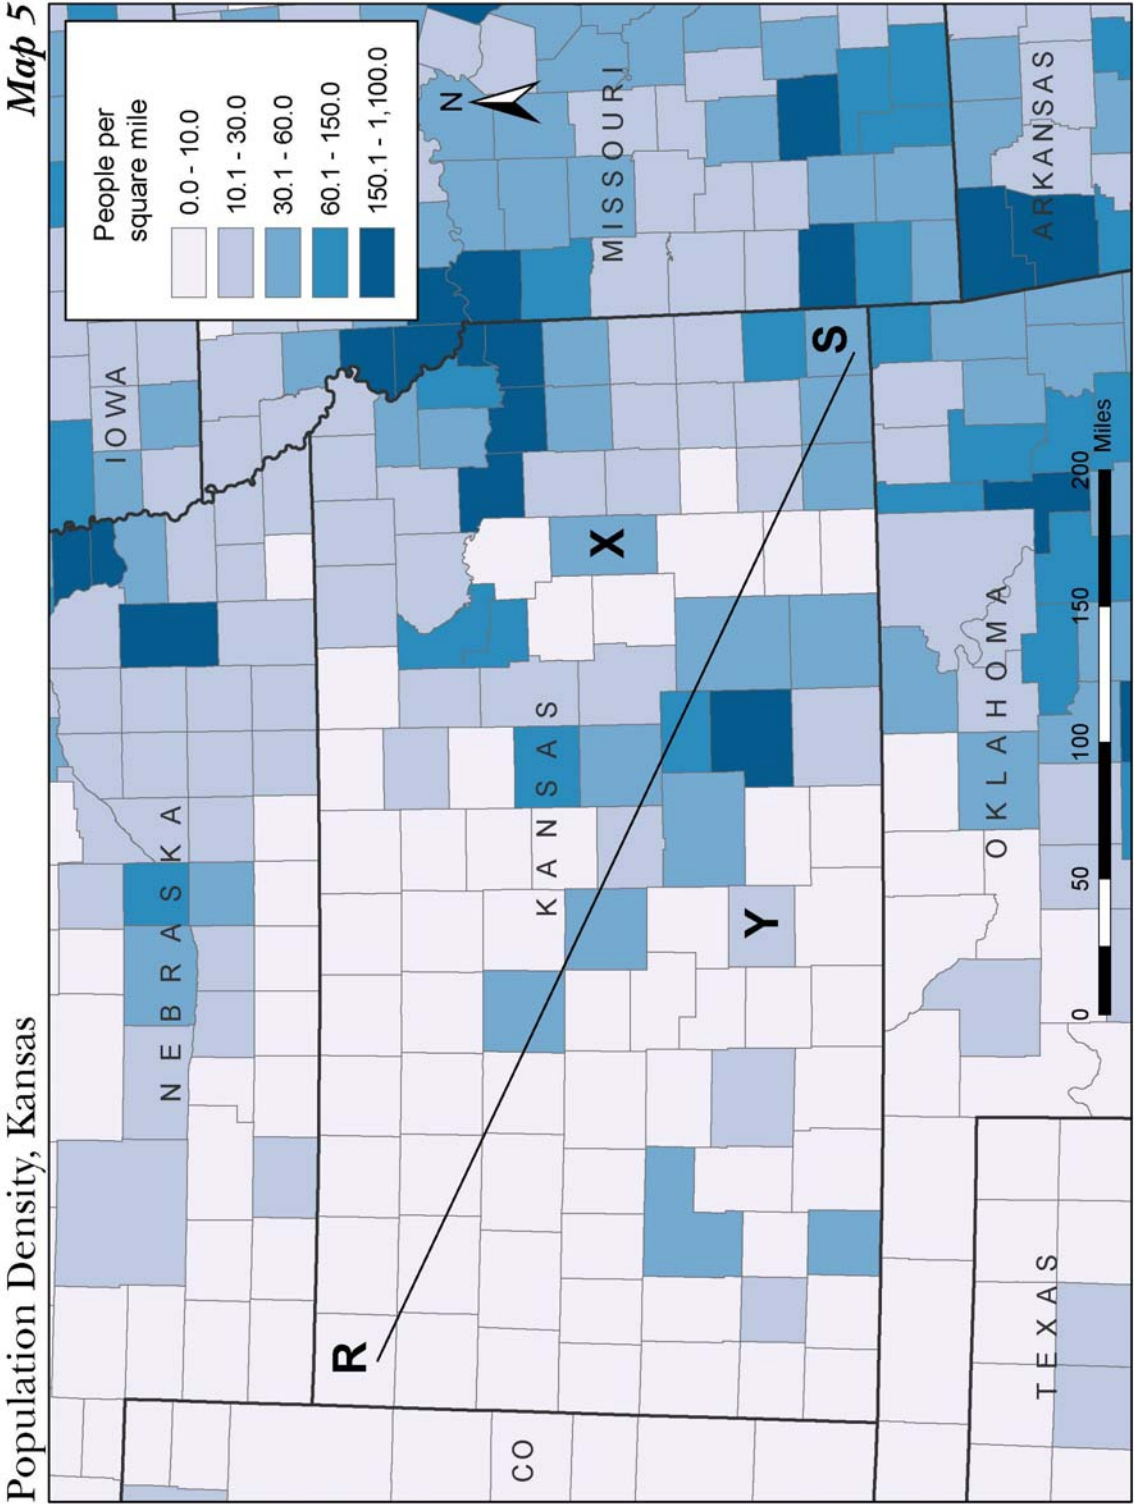 Population Density, Kansas
Map 5
People per
square mile
0.0 - 10.0
10.1 - 30.0
30.1 - 60.0
60.1 - 150.0
150.1 - 1,1000.0
N
IOWA
NEBRASKA
MISSOURI
KANSAS
CO
R
X
Y
S
OKLAHOMA
ARKANSAS
TEXAS
0 50 100 150 200
Miles